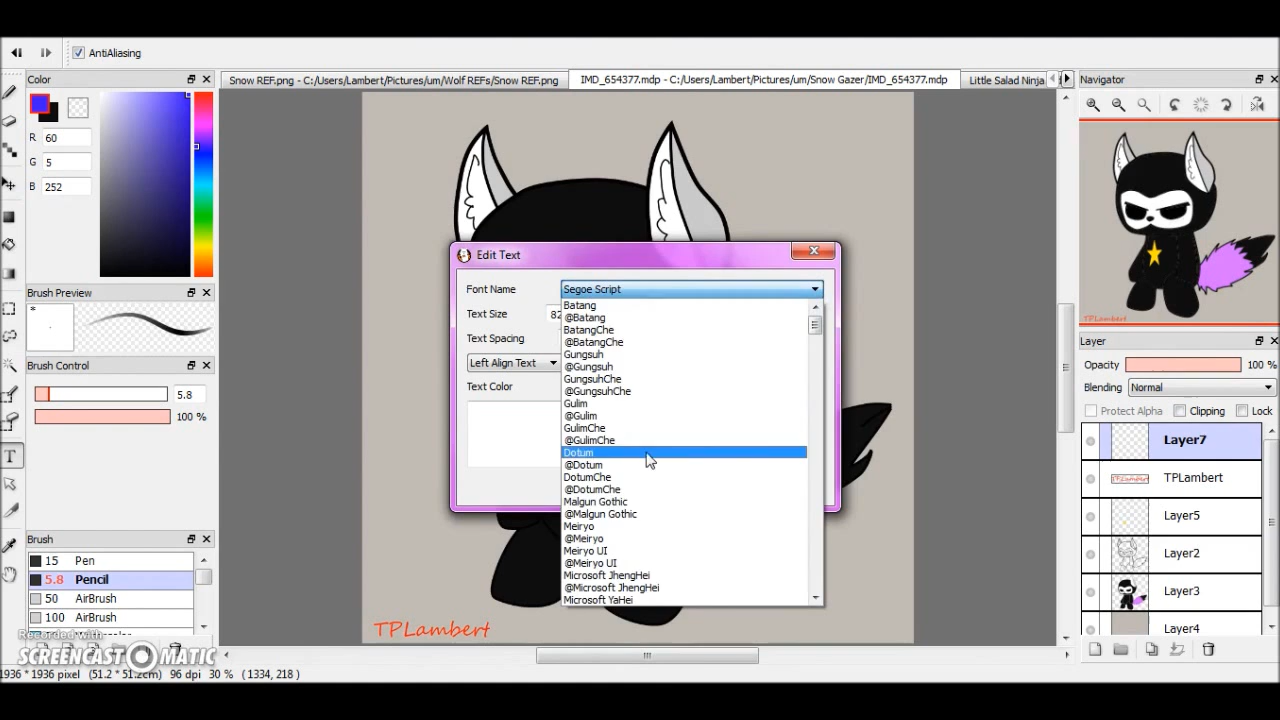 AntiAliasing
Color
Snow REF.png - C:/Users/Lambert/Pictures/um/Wolf REFs/Snow REF.png
IMD_654377.mdp - C:/Users/Lambert/Pictures/um/Snow Gazer/IMD_654377.mdp
Little Salad Ninja
Navigator
R 60
G 5
B 252
Brush Preview
*
Brush Control
5.8
100 %
Brush
15 Pen
5.8 Pencil
50 AirBrush
100 AirBrush
Recorded with
SCREENCAST-O-MATIC
1936 * 1936 pixel (51.2 * 51.2cm) 96 dpi 30 % (1334, 218)
Edit Text
Font Name
Segoe Script
Text Size
82
Text Spacing
Left Align Text
Text Color
Batang
@Batang
BatangChe
@BatangChe
Gungsuh
@Gungsuh
GungsuhChe
@GungsuhChe
Gulim
@Gulim
GulimChe
@GulimChe
Dotum
@Dotum
DotumChe
@DotumChe
Malgun Gothic
@Malgun Gothic
Meiryo
@Meiryo
Meiryo UI
@Meiryo UI
Microsoft JhengHei
@Microsoft JhengHei
Microsoft YaHei
TPLambert
TPLambert
Layer
Opacity
100 %
Blending
Normal
Protect Alpha
Clipping
Lock
Layer7
TPLambert
TPLambert
Layer5
Layer2
Layer3
Layer4
T